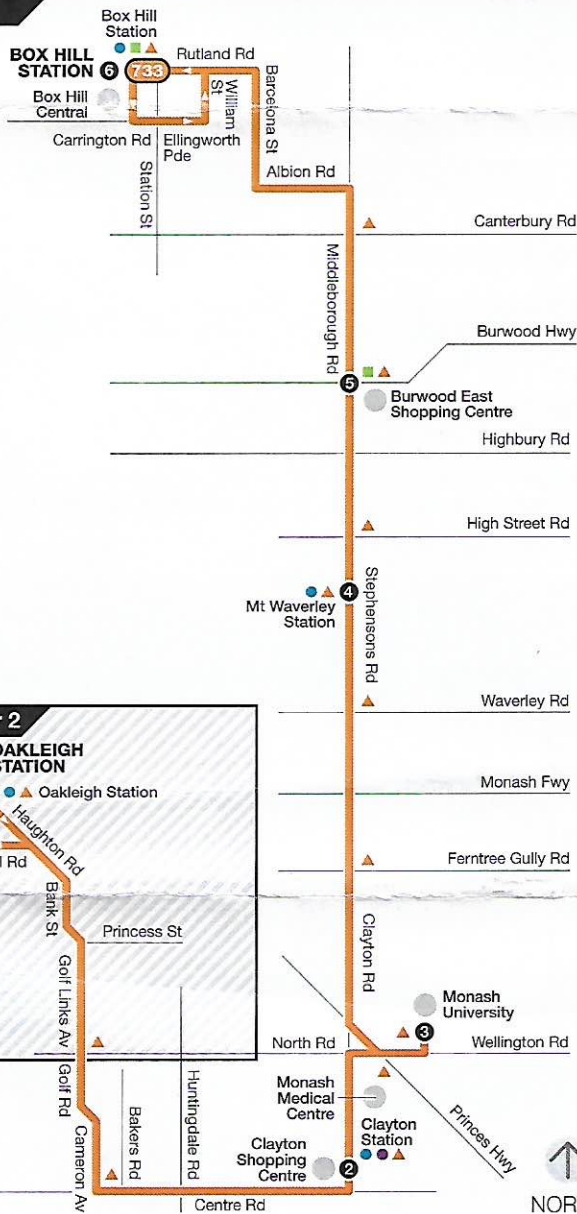 Box Hill
Station
BOX HILL
STATION
6
733
Rutland Rd
Box Hill
Central
William St
Barcelona St
Carrington Rd
Ellingworth
Pde
Station St
Albion Rd
Canterbury Rd
Middleborough Rd
Burwood Hwy
5
Burwood East
Shopping Centre
Highbury Rd
High Street Rd
4
Mt Waverley
Station
Stephensons Rd
Waverley Rd
2
OAKLEIGH
STATION
Oakleigh Station
Monash Fwy
Haughton Rd
Rd
Ferntree Gully Rd
Bank St
Princess St
Clayton Rd
Golf Links Av
Monash
University
3
North Rd
Wellington Rd
Golf Rd
Huntingdale Rd
Bakers Rd
Monash
Medical
Centre
Princes Hwy
Cameron Av
Clayton
Station
Clayton
Shopping
Centre
2
Centre Rd
NOR